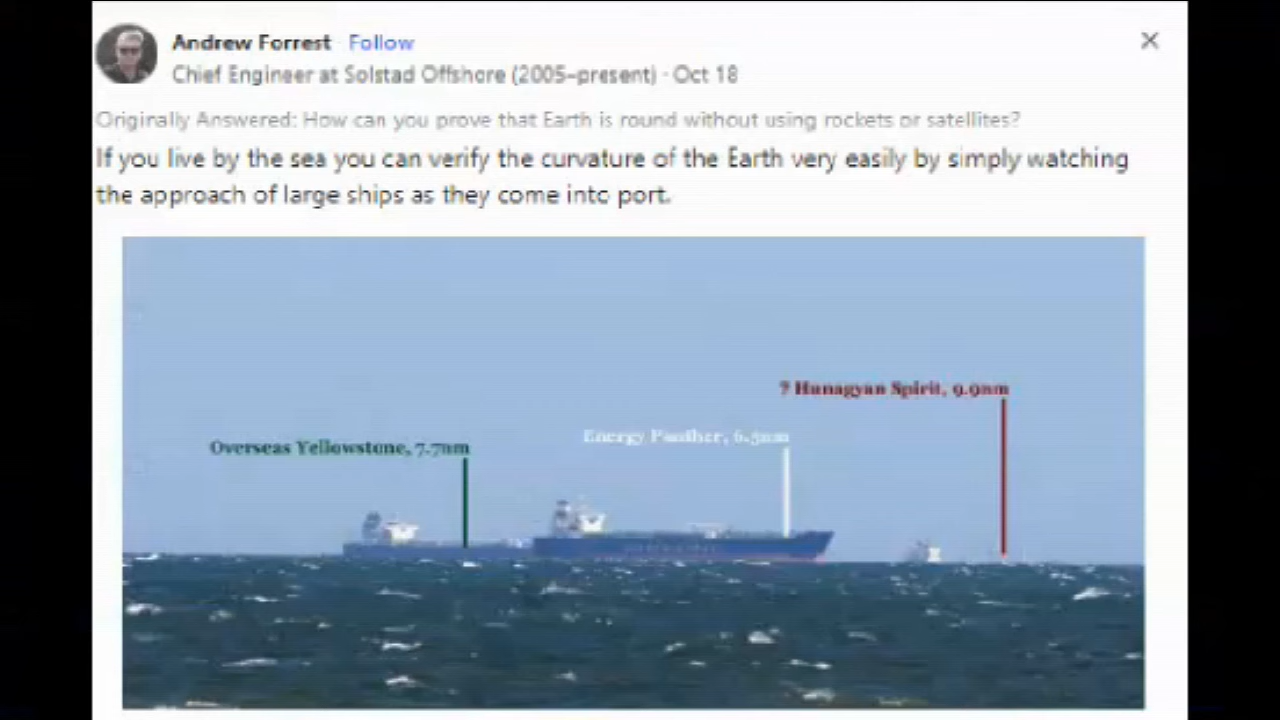 Andrew Forrest · Follow
Chief Engineer at Solstad Offshore (2005–present) · Oct 18
Originally Answered: How can you prove that Earth is round without using rockets or satellites?
If you live by the sea you can verify the curvature of the Earth very easily by simply watching
the approach of large ships as they come into port.
? Hunagyan Spirit, 9.9nm
Energy Panther, 6.5nm
Overseas Yellowstone, 7.7nm